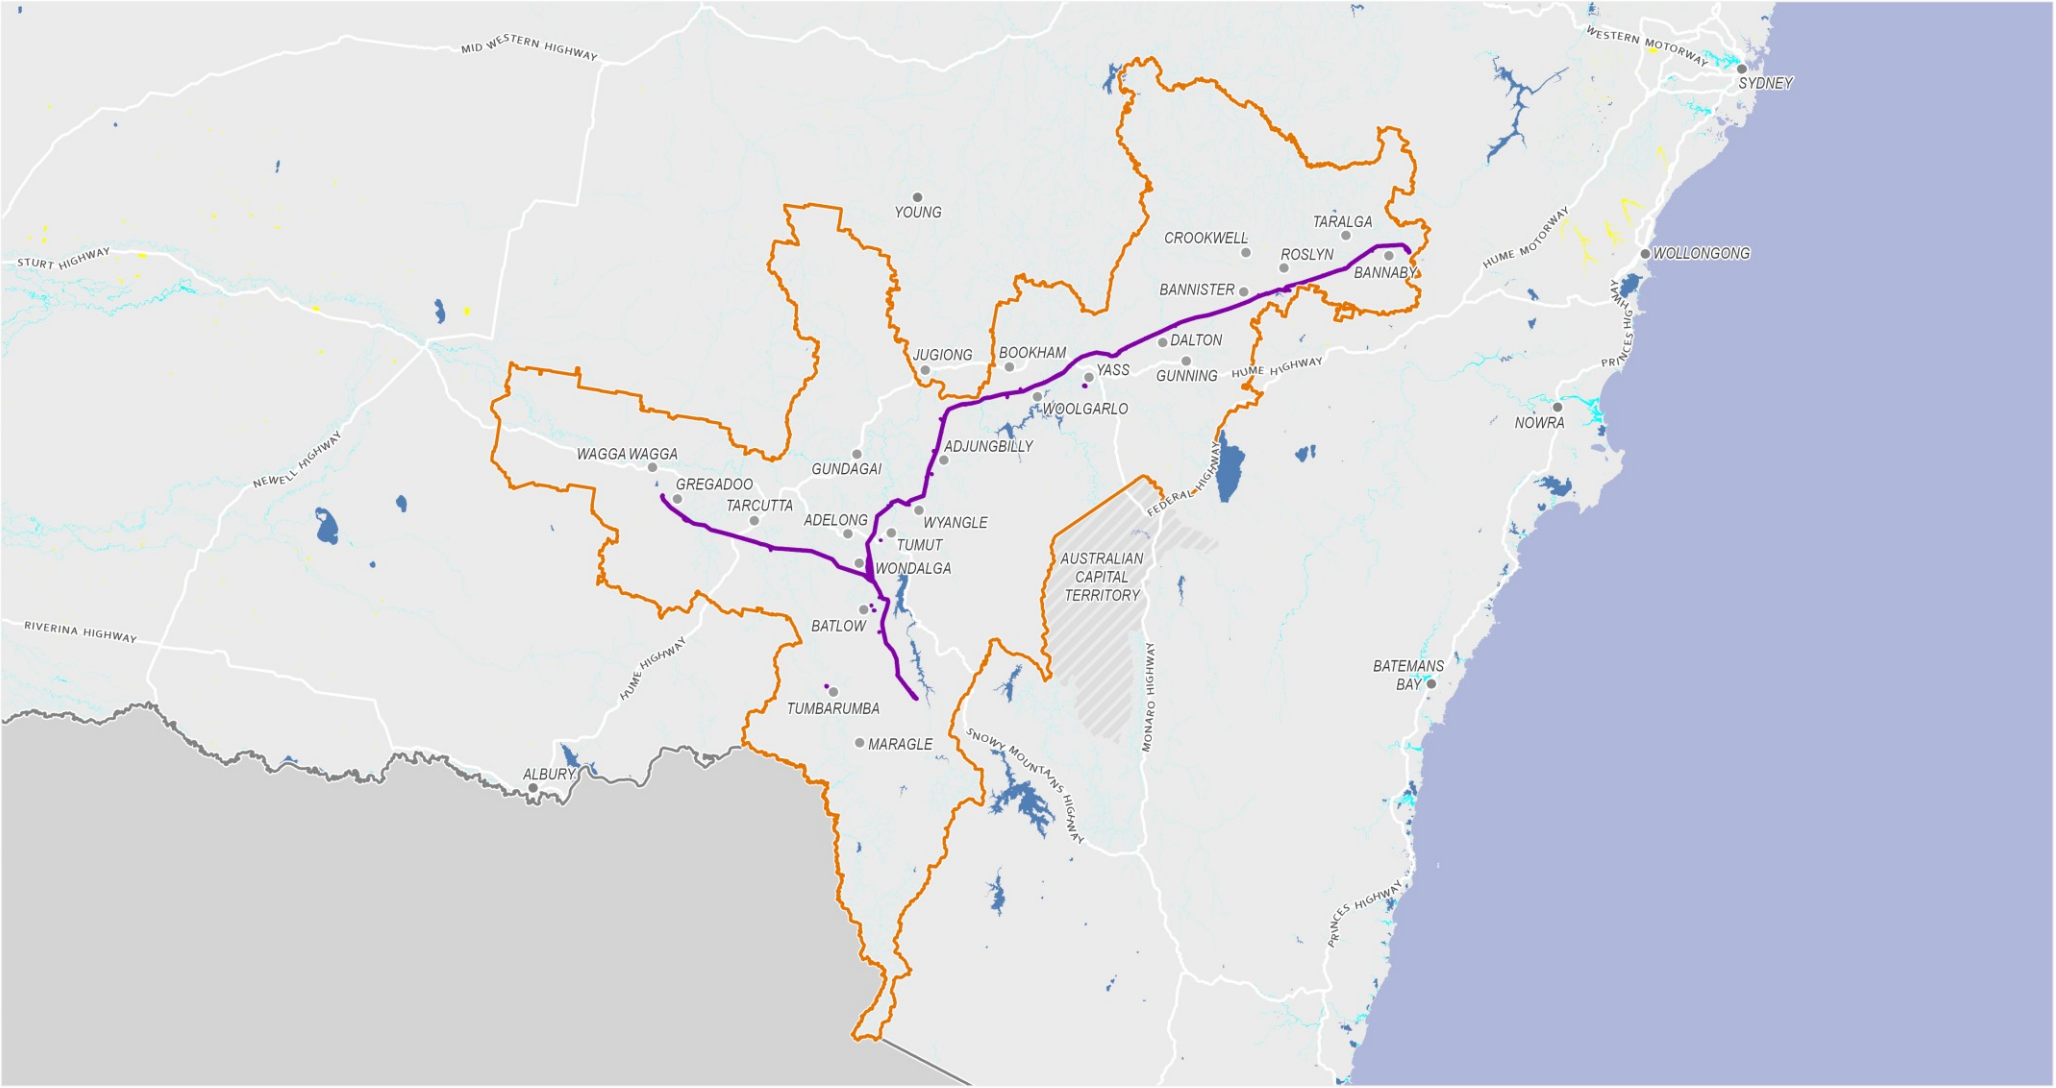 WESTERN MOTORWAY
MID WESTERN HIGHWAY
SYDNEY
YOUNG
TARALGA
CROOKWELL
ROSLYN
HUME MOTORWAY
WOLLONGONG
STURT HIGHWAY
BANNABY
BANNISTER
PRINCES HIGHWAY
DALTON
JUGIONG
BOOKHAM
YASS
GUNNING
HUME HIGHWAY
WOOLGARLO
NOWRA
ADJUNGBILLY
WAGGA WAGGA
GUNDAGAI
NEWELL HIGHWAY
FEDERAL HIGHWAY
GREGADOO
TARCUTTA
ADELONG
WYANGLE
TUMUT
AUSTRALIAN
CAPITAL
TERRITORY
WONDALGA
BATLOW
RIVERINA HIGHWAY
HUME HIGHWAY
MONARO HIGHWAY
BATEMANS
BAY
TUMBARUMBA
MARAGLE
SNOWY MOUNTAINS HIGHWAY
ALBURY
PRINCES HIGHWAY